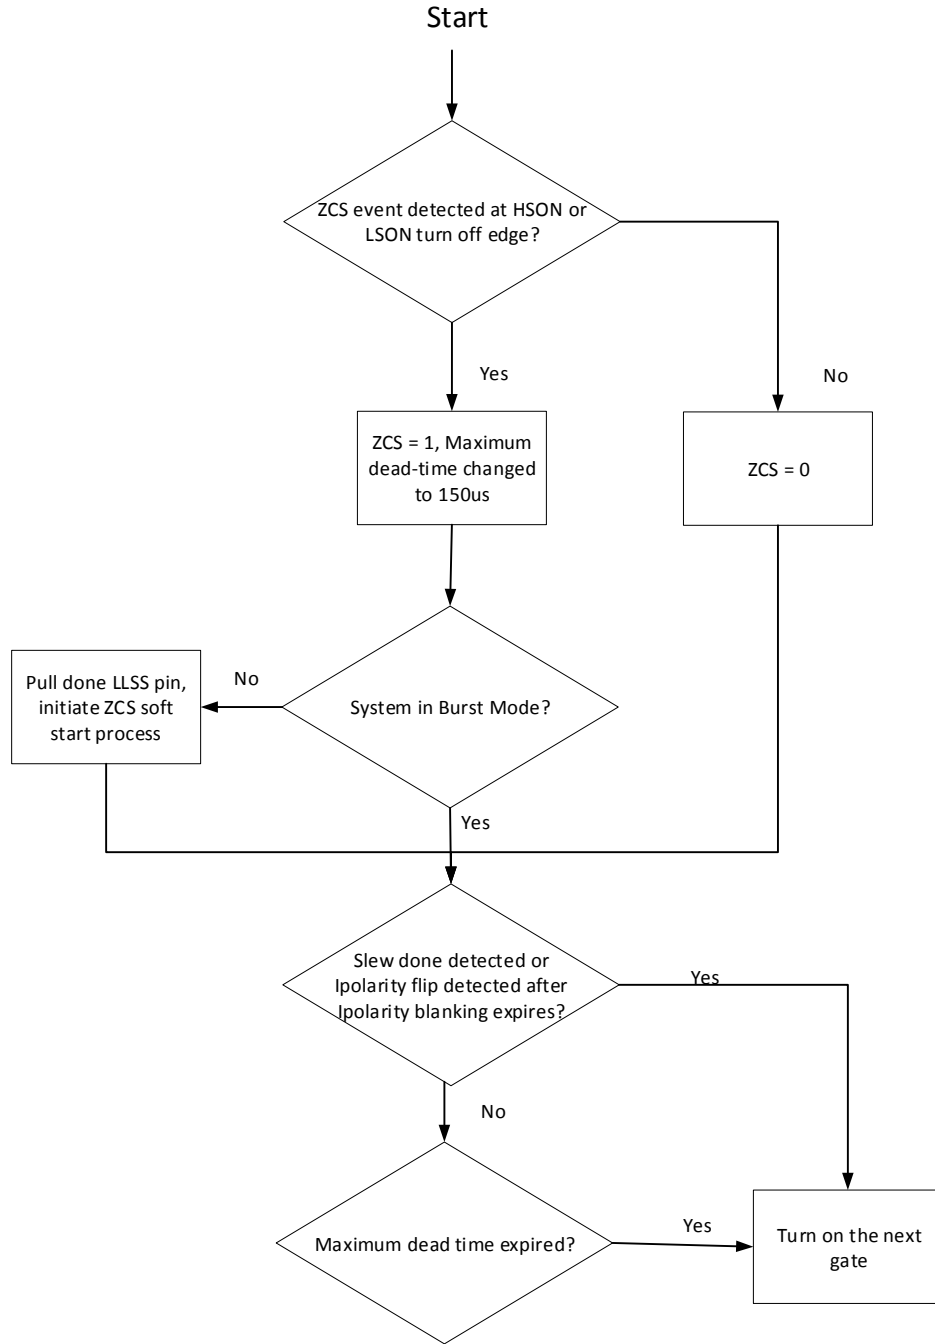 Start
ZCS event detected at HSON or
LSON turn off edge?
Yes
No
ZCS = 1, Maximum
dead-time changed
to 150us
ZCS = 0
Pull done LLSS pin,
initiate ZCS soft
start process
No
System in Burst Mode?
Yes
Slew done detected or
Ipolarity flip detected after
Ipolarity blanking expires?
Yes
No
Maximum dead time expired?
Yes
Turn on the next
gate